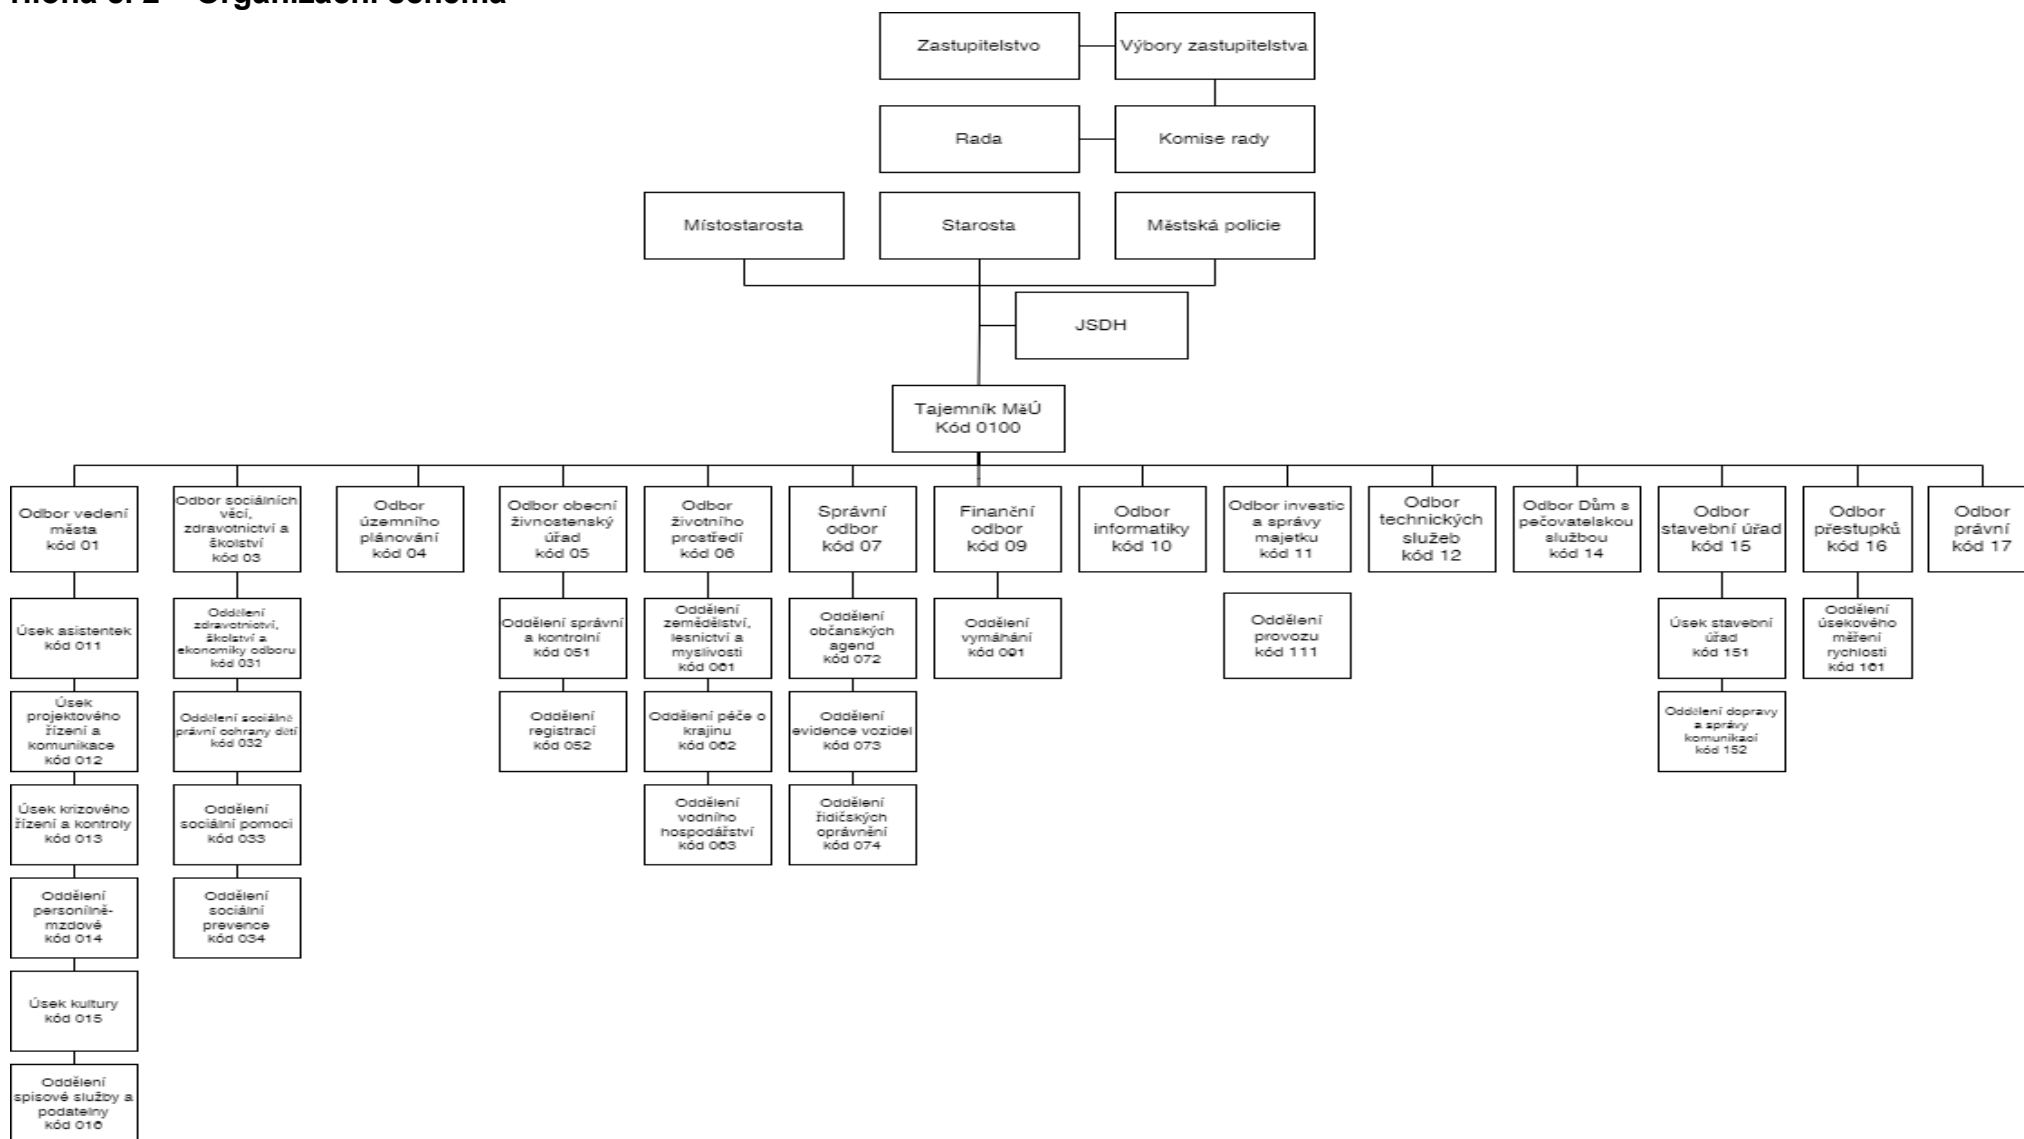 Organizační schéma
Zastupitelstvo
Výbory zastupitelstva
Rada
Komise rady
Místostarosta
Starosta
Městská policie
JSDH
Tajemník MěÚ
Kód 0100
Odbor vedení
města
kód 01
Odbor sociálních
věcí,
zdravotnictví a
školství
kód 03
Odbor
územního
plánování
kód 04
Odbor obecní
živnostenský
úřad
kód 05
Odbor
životního
prostředí
kód 06
Správní
odbor
kód 07
Finanční
odbor
kód 09
Odbor
informatiky
kód 10
Odbor investic
a správy
majetku
kód 11
Odbor
technických
služeb
kód 12
Odbor Dům s
pečovatelskou
službou
kód 14
Odbor
stavební úřad
kód 15
Odbor
přestupků
kód 16
Odbor
právní
kód 17
Úsek asistentek
kód 011
Oddělení
zdravotnictví,
školství a
ekonomiky odboru
kód 031
Oddělení správní
a kontrolní
kód 051
Oddělení
zemědělství,
lesnictví a
myslivosti
kód 061
Oddělení
občanských
agend
kód 072
Oddělení
vymáhání
kód 091
Oddělení
provozu
kód 111
Úsek stavební
úřad
kód 151
Oddělení
úsekového
měření
rychlosti
kód 161
Úsek
projektového
řízení a
komunikace
kód 012
Oddělení sociálně
právní ochrany dětí
kód 032
Oddělení
registrací
kód 052
Oddělení péče o
krajinu
kód 062
Oddělení
evidence vozidel
kód 073
Oddělení dopravy
a správy
komunikací
kód 152
Úsek krizového
řízení a kontroly
kód 013
Oddělení
sociální pomoci
kód 033
Oddělení
vodního
hospodářství
kód 063
Oddělení
řidičských
oprávnění
kód 074
Oddělení
personílně-
mzdové
kód 014
Oddělení
sociální
prevence
kód 034
Úsek kultury
kód 015
Oddělení
spisové služby a
podatelny
kód 016